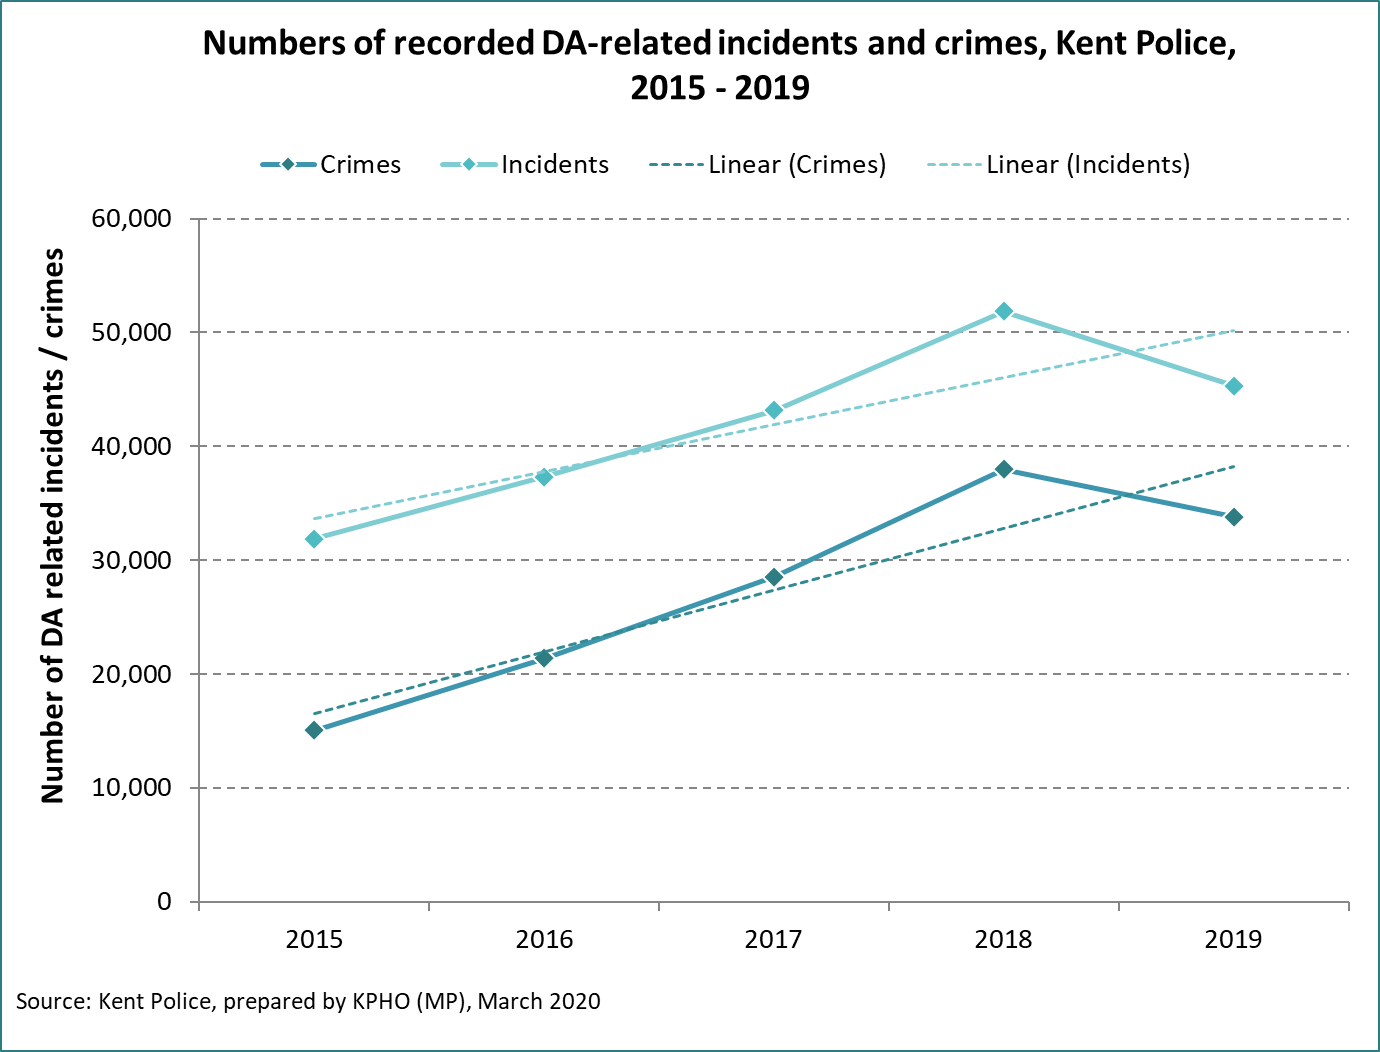 Numbers of recorded DA-related incidents and crimes, Kent Police,
2015 - 2019
Crimes
Incidents
Linear (Crimes)
Linear (Incidents)
Number of DA related incidents / crimes
60,000
50,000
40,000
30,000
20,000
10,000
0
2015
2016
2017
2018
2019
Source: Kent Police, prepared by KPHO (MP), March 2020